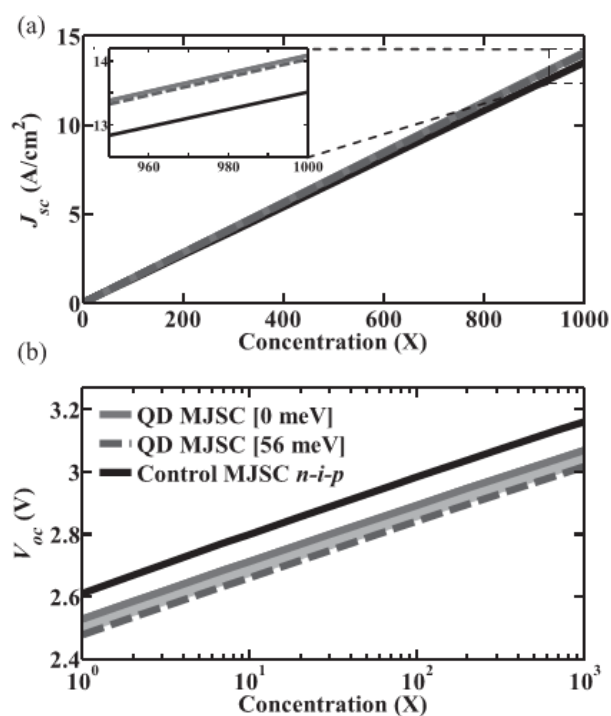 (a)
15
10
5
0
J_sc (A/cm²)
14
13
960
980
1000
0
200
400
600
800
1000
Concentration (X)
(b)
3.2
3
2.8
2.6
2.4
V_oc (V)
QD MJSC [0 meV]
QD MJSC [56 meV]
Control MJSC n-i-p
10⁰
10¹
10²
10³
Concentration (X)